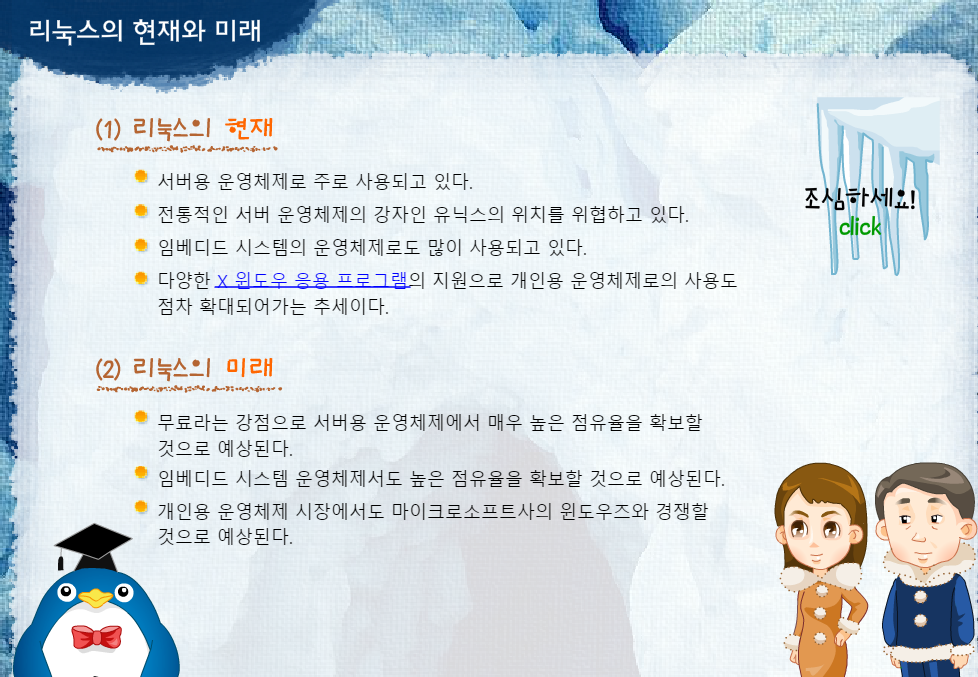 리눅스의 현재와 미래
(1) 리눅스의 현재
서버용 운영체제로 주로 사용되고 있다.
전통적인 서버 운영체제의 강자인 유닉스의 위치를 위협하고 있다.
임베디드 시스템의 운영체제로도 많이 사용되고 있다.
다양한 X 윈도우 응용 프로그램의 지원으로 개인용 운영체제로의 사용도
점차 확대되어가는 추세이다.
조심하세요!
click
(2) 리눅스의 미래
무료라는 강점으로 서버용 운영체제에서 매우 높은 점유율을 확보할
것으로 예상된다.
임베디드 시스템 운영체제서도 높은 점유율을 확보할 것으로 예상된다.
개인용 운영체제 시장에서도 마이크로소프트사의 윈도우즈와 경쟁할
것으로 예상된다.